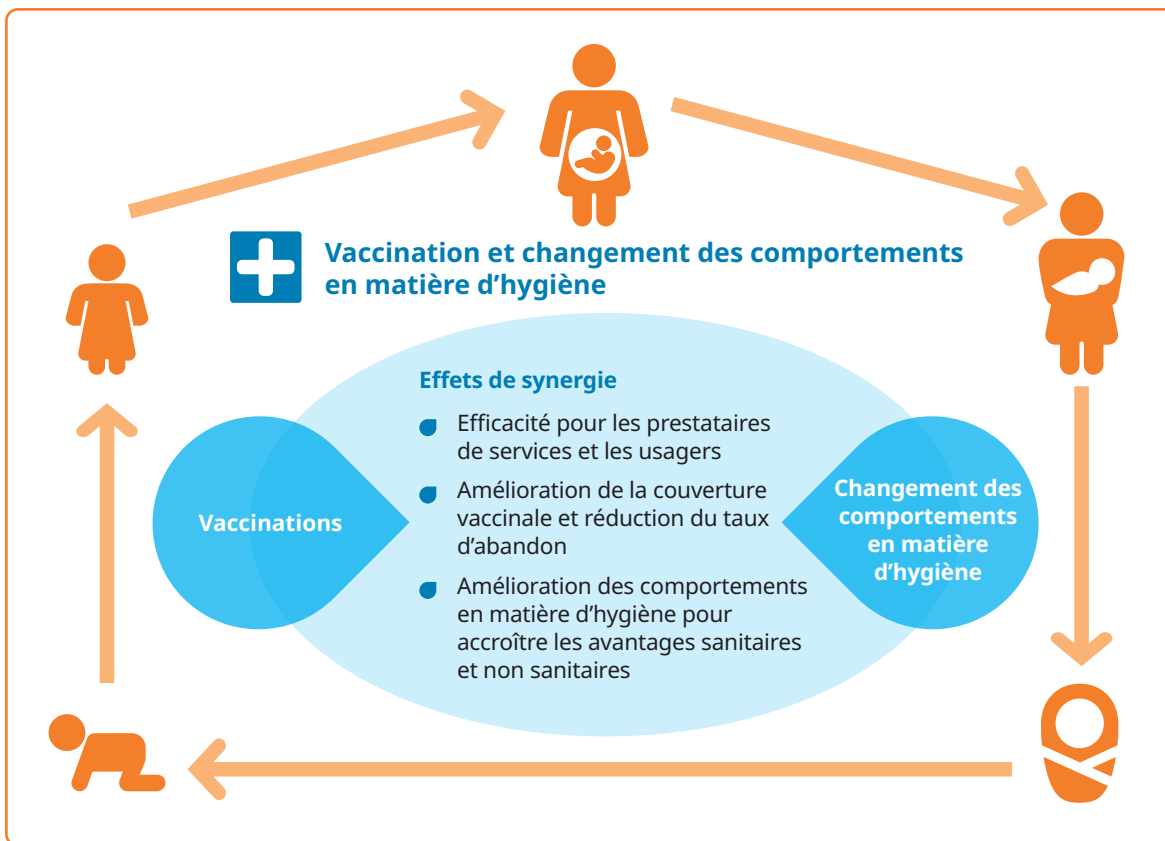 Vaccination et changement des comportements
en matière d’hygiène
Effets de synergie
Efficacité pour les prestataires
de services et les usagers
Amélioration de la couverture
vaccinale et réduction du taux
d’abandon
Amélioration des comportements
en matière d’hygiène pour
accroître les avantages sanitaires
et non sanitaires
Vaccinations
Changement des
comportements
en matière
d’hygiène